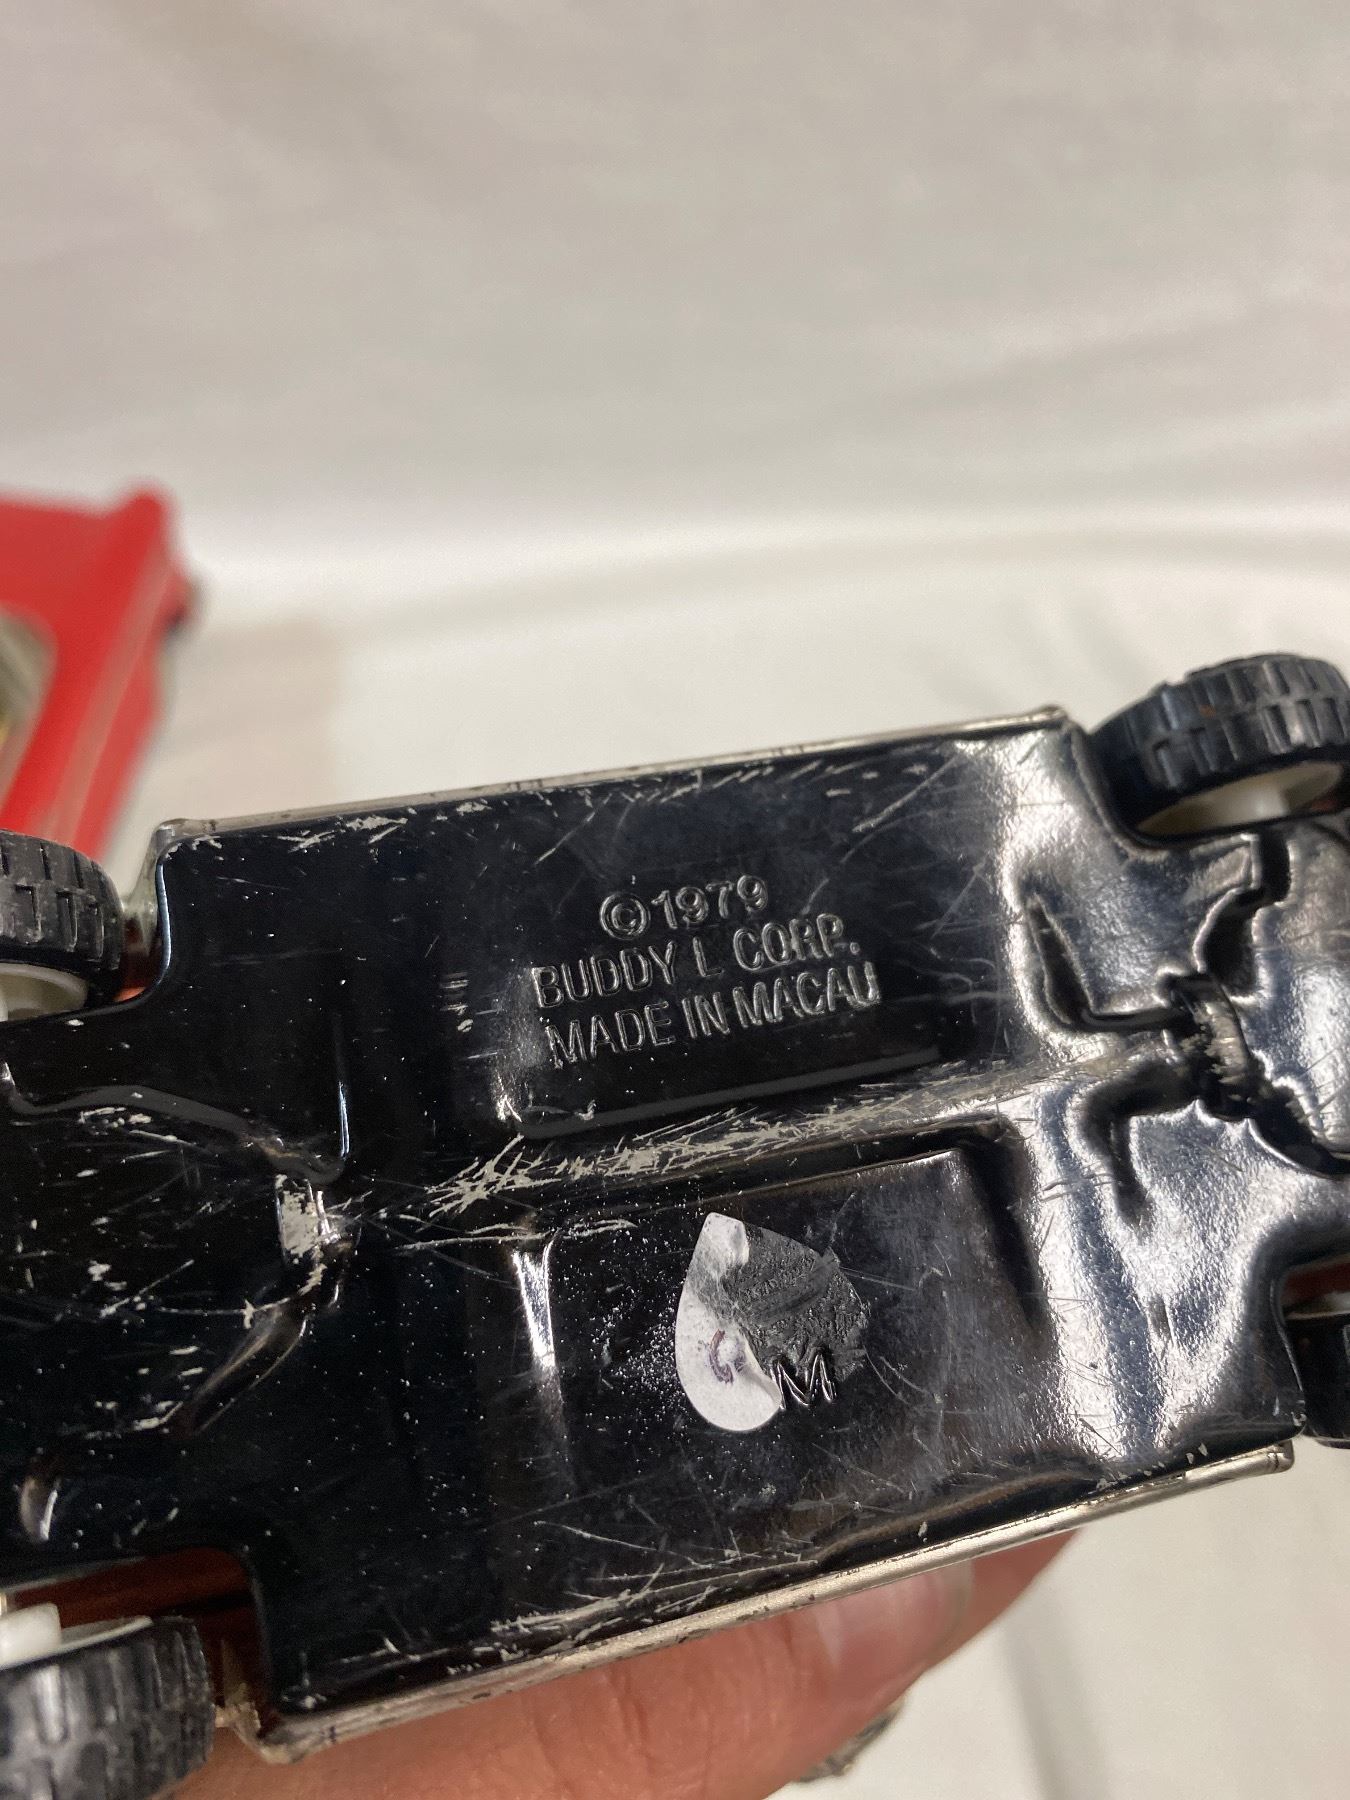 ©1979
BUDDY L CORP.
MADE IN MACAU
M